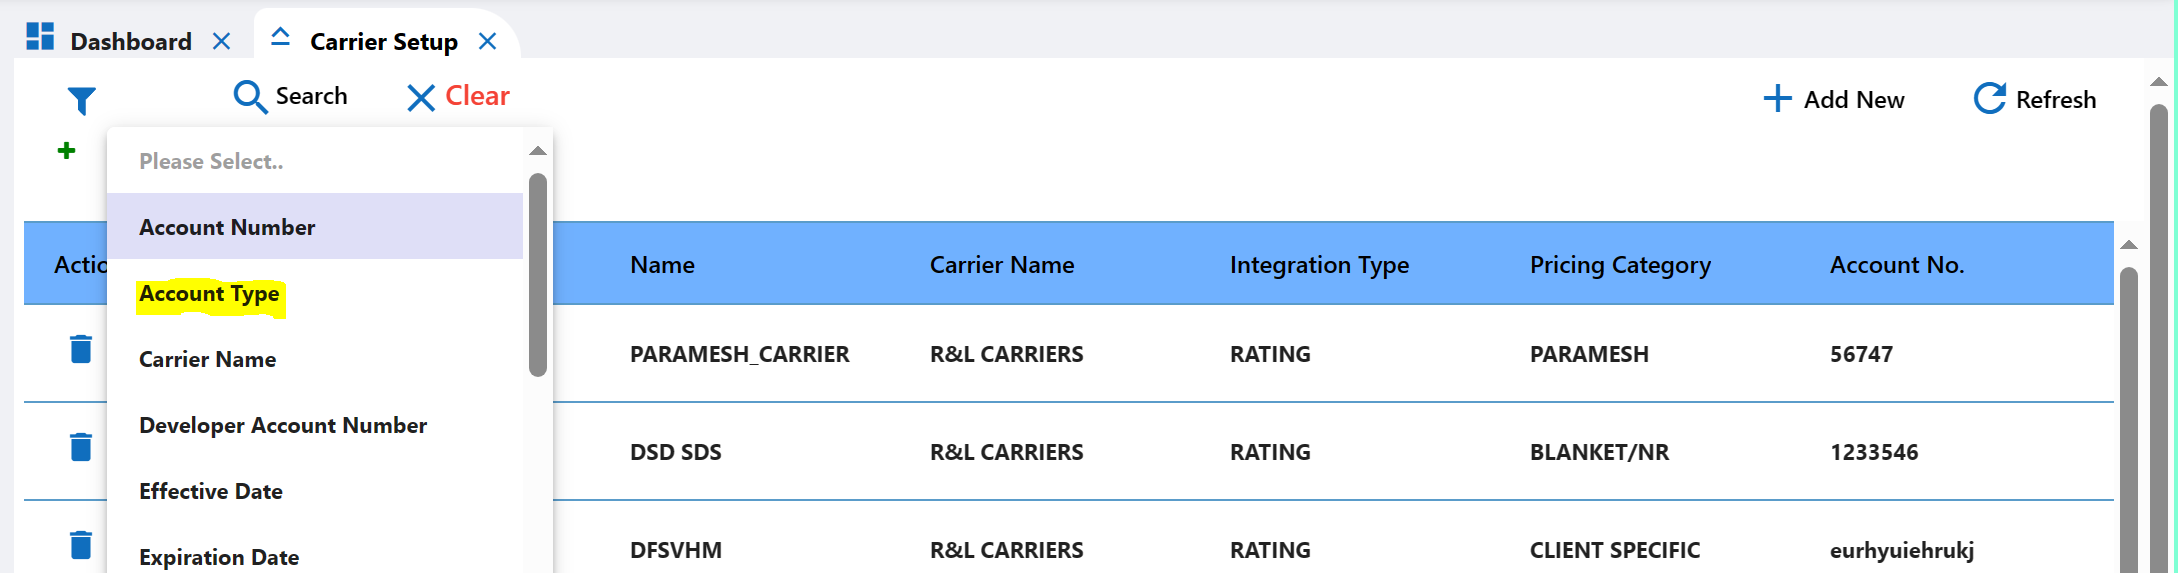 Dashboard Carrier Setup
Search Clear Add New Refresh
Please Select..
Account Number
Account Type
Carrier Name
Developer Account Number
Effective Date
Expiration Date
Name Carrier Name Integration Type Pricing Category Account No.
PARAMESH_CARRIER R&L CARRIERS RATING PARAMESH 56747
DSD SDS R&L CARRIERS RATING BLANKET/NR 1233546
DFSVHM R&L CARRIERS RATING CLIENT SPECIFIC eurhyuiehrukj